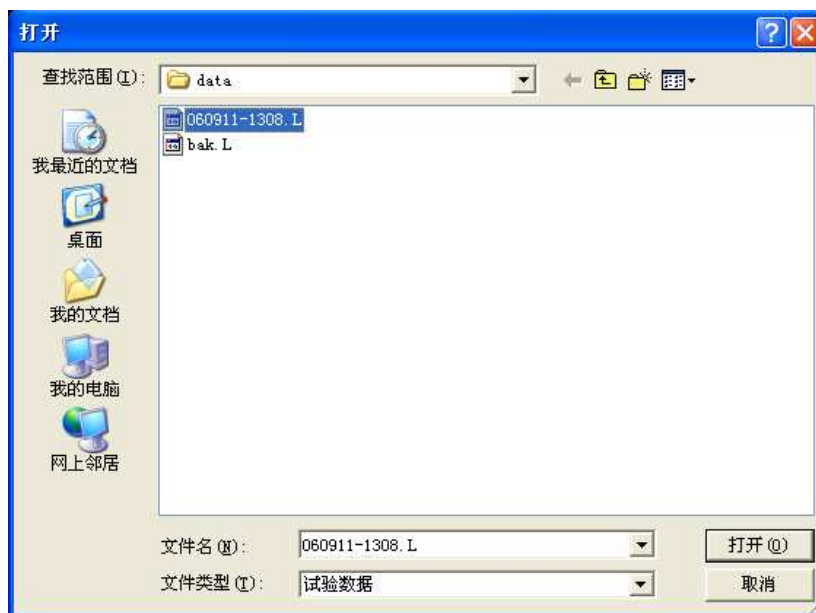 打开
查找范围(I):
data
060911-1308.L
bak.L
我最近的文档
桌面
我的文档
我的电脑
网上邻居
文件名(N):
060911-1308.L
打开(O)
文件类型(T):
试验数据
取消